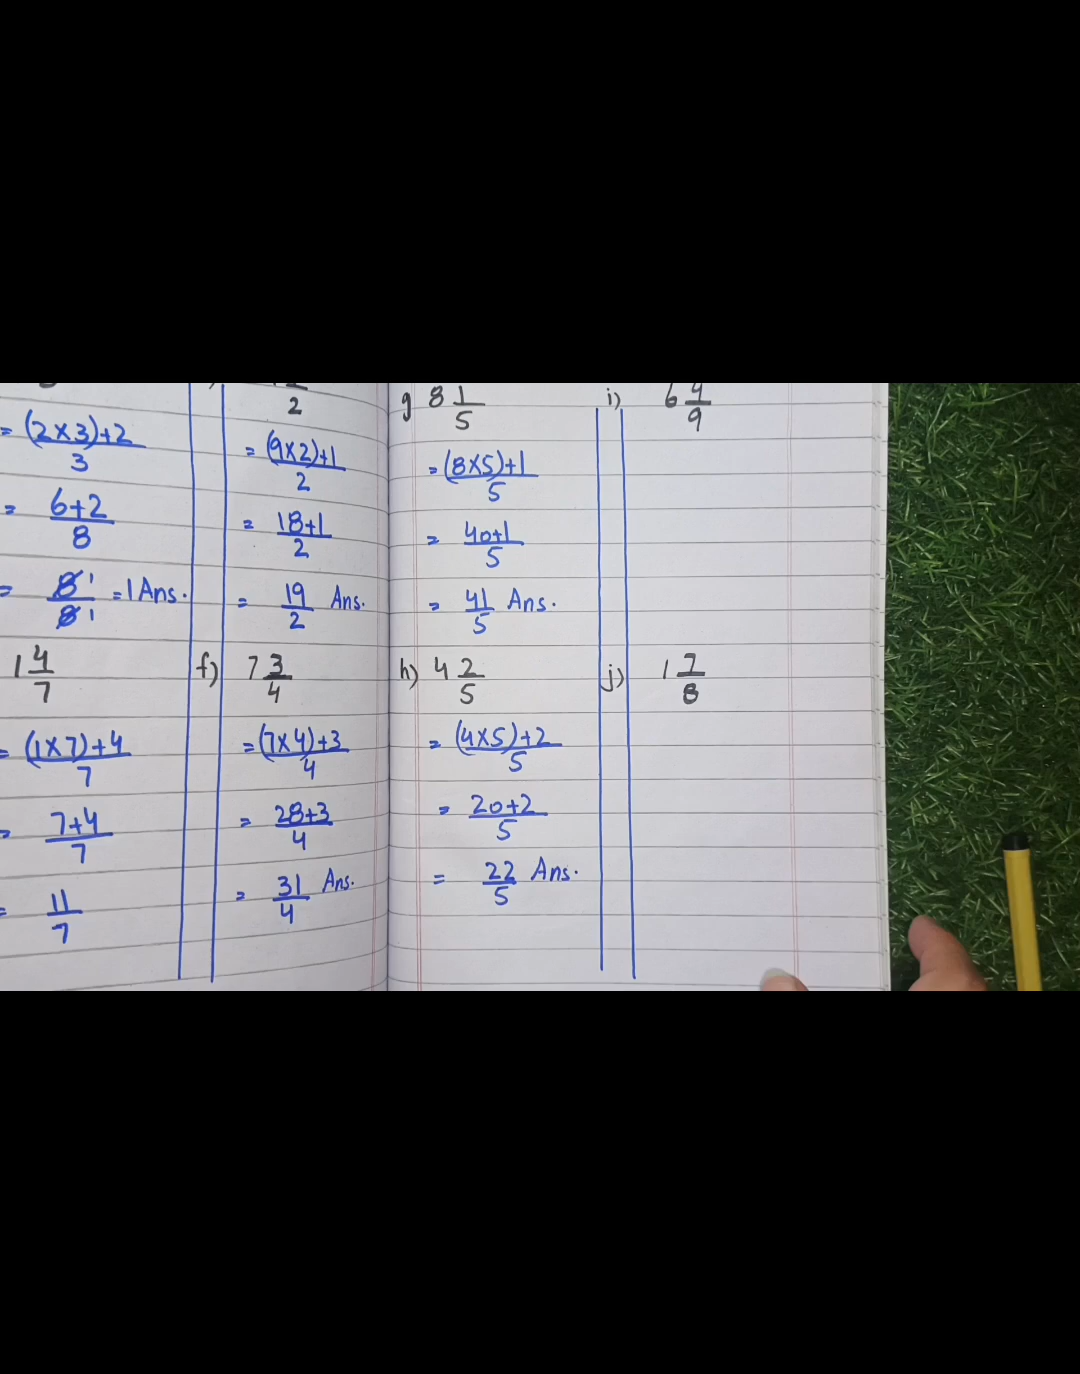 2
= (2×3)+2 / 3
= 6+2 / 8
= 8 1 / 8 1 = 1 Ans.
1 4/7
= (1×7)+4 / 7
= 7+4 / 7
= 11/7
= (9×2)+1 / 2
= 18+1 / 2
= 19/2 Ans.
f) 7 3/4
= (7×4)+3 / 4
= 28+3 / 4
= 31/4 Ans.
g 8 1/5
= (8×5)+1 / 5
= 40+1 / 5
= 41/5 Ans.
h) 4 2/5
= (4×5)+2 / 5
= 20+2 / 5
= 22/5 Ans.
i) 6 4/9
j) 1 7/8